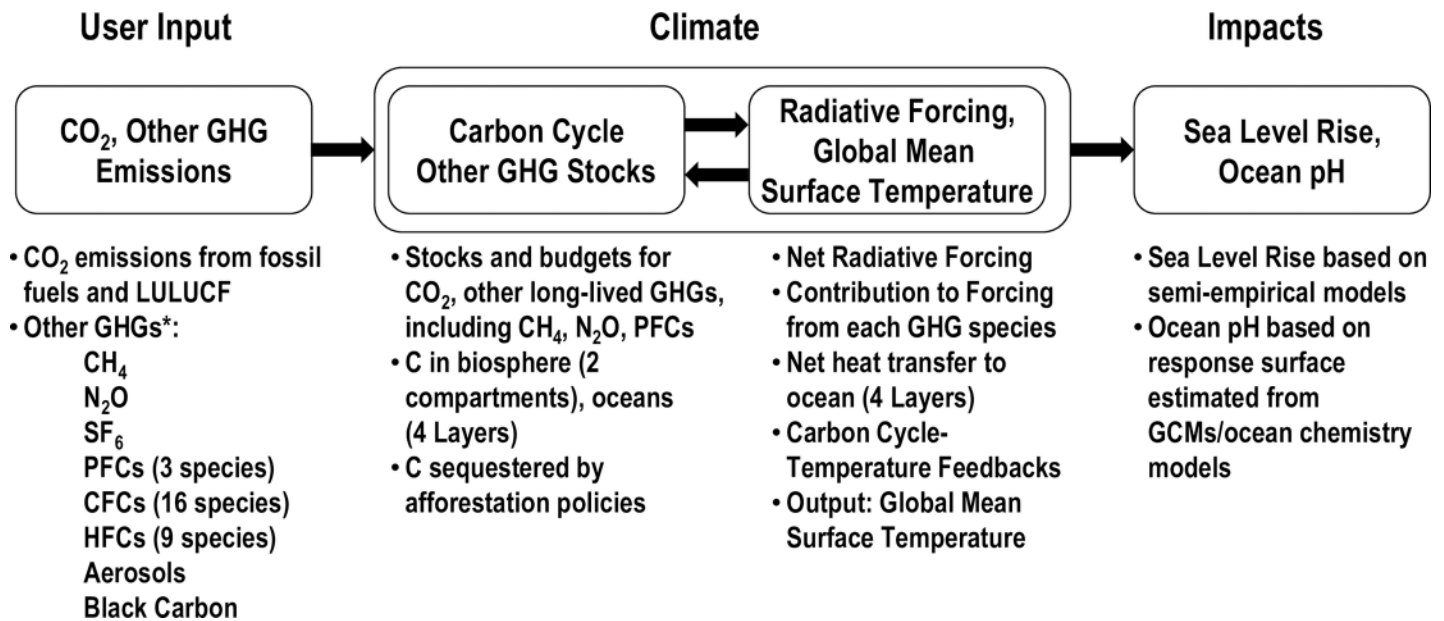 User Input
Climate
Impacts
CO₂, Other GHG
Emissions
Carbon Cycle
Other GHG Stocks
Radiative Forcing,
Global Mean
Surface Temperature
Sea Level Rise,
Ocean pH
• CO₂ emissions from fossil
fuels and LULUCF
• Other GHGs*:
CH₄
N₂O
SF₆
PFCs (3 species)
CFCs (16 species)
HFCs (9 species)
Aerosols
Black Carbon
• Stocks and budgets for
CO₂, other long-lived GHGs,
including CH₄, N₂O, PFCs
• C in biosphere (2
compartments), oceans
(4 Layers)
• C sequestered by
afforestation policies
• Net Radiative Forcing
• Contribution to Forcing
from each GHG species
• Net heat transfer to
ocean (4 Layers)
• Carbon Cycle-
Temperature Feedbacks
• Output: Global Mean
Surface Temperature
• Sea Level Rise based on
semi-empirical models
• Ocean pH based on
response surface
estimated from
GCMs/ocean chemistry
models